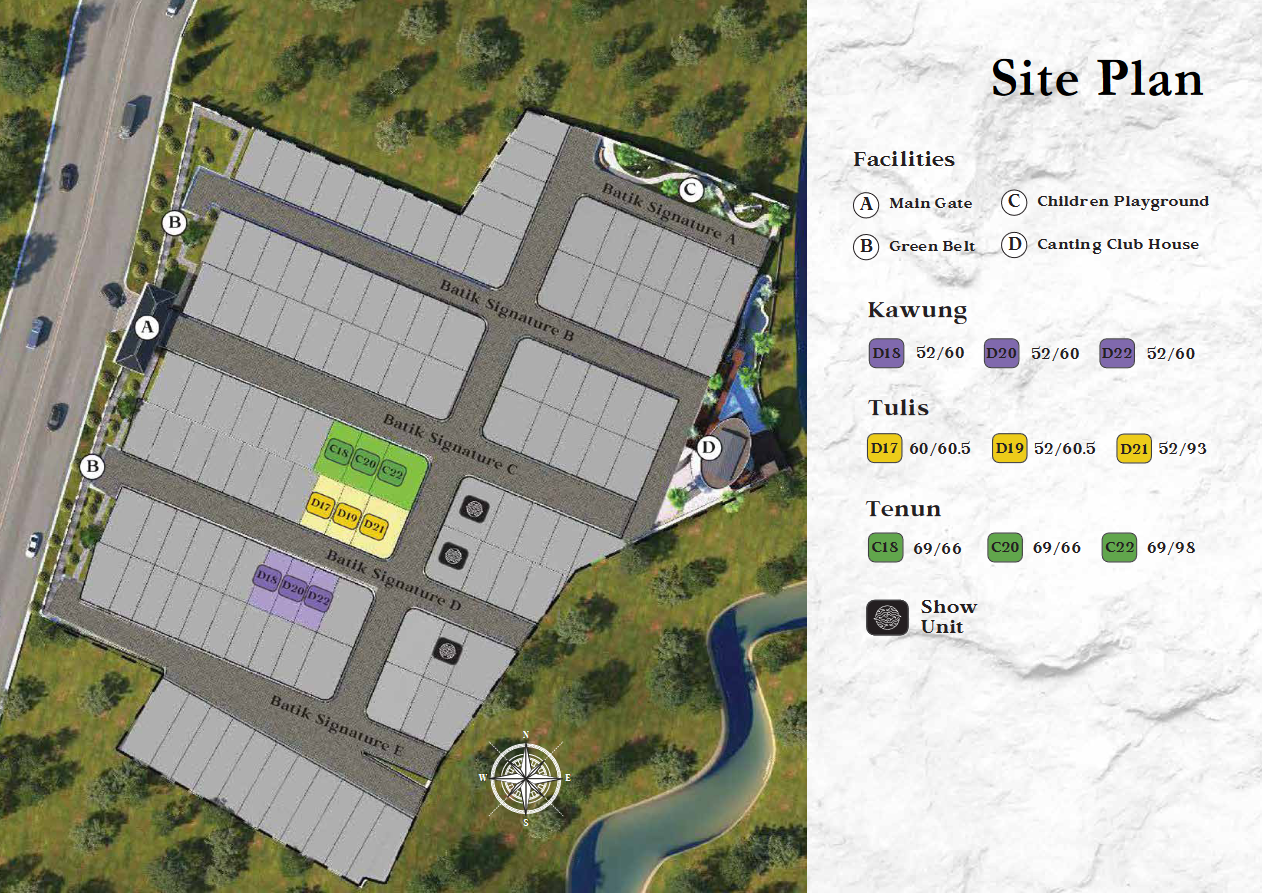 Site Plan
Facilities
A Main Gate
C Children Playground
B Green Belt
D Canting Club House
Kawung
D18 52/60 D20 52/60 D22 52/60
Tulis
D17 60/60.5 D19 52/60.5 D21 52/93
Tenun
C18 69/66 C20 69/66 C22 69/98
Show
Unit
Batik Signature A
C
B
Batik Signature B
A
Batik Signature C
D
C18 C20 C22
B
D17 D19 D21
Batik Signature D
D18 D20 D22
Batik Signature E
N
W E
S